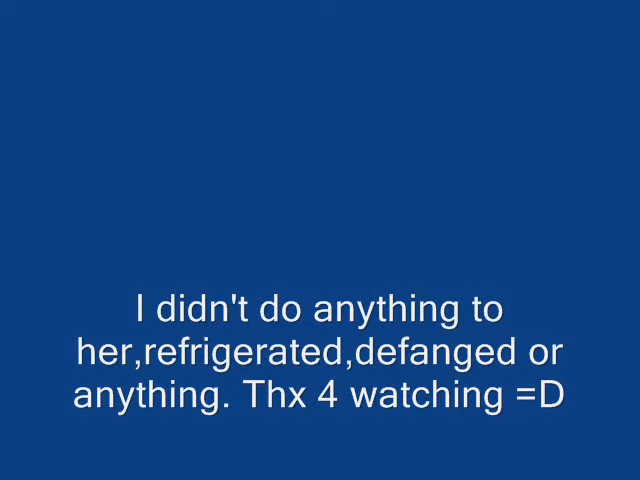 I didn't do anything to
her,refrigerated,defanged or
anything. Thx 4 watching =D